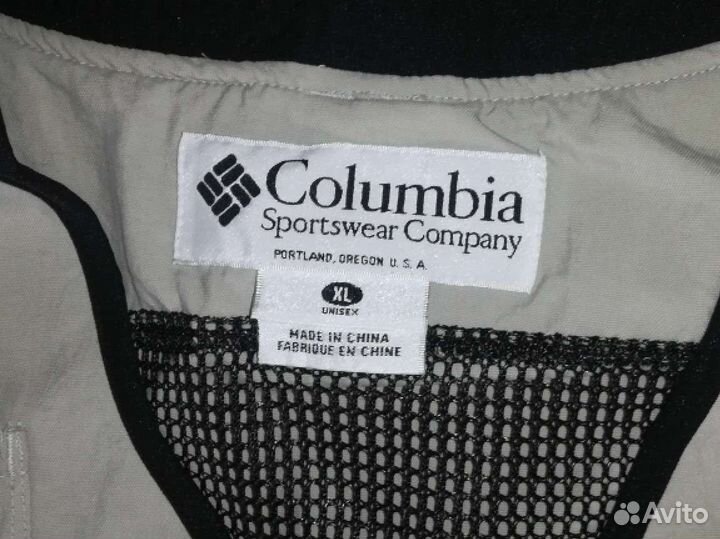 Columbia
Sportswear Company
PORTLAND, OREGON U.S.A.
XL
UNISEX
MADE IN CHINA
FABRIQUE EN CHINE
Avito